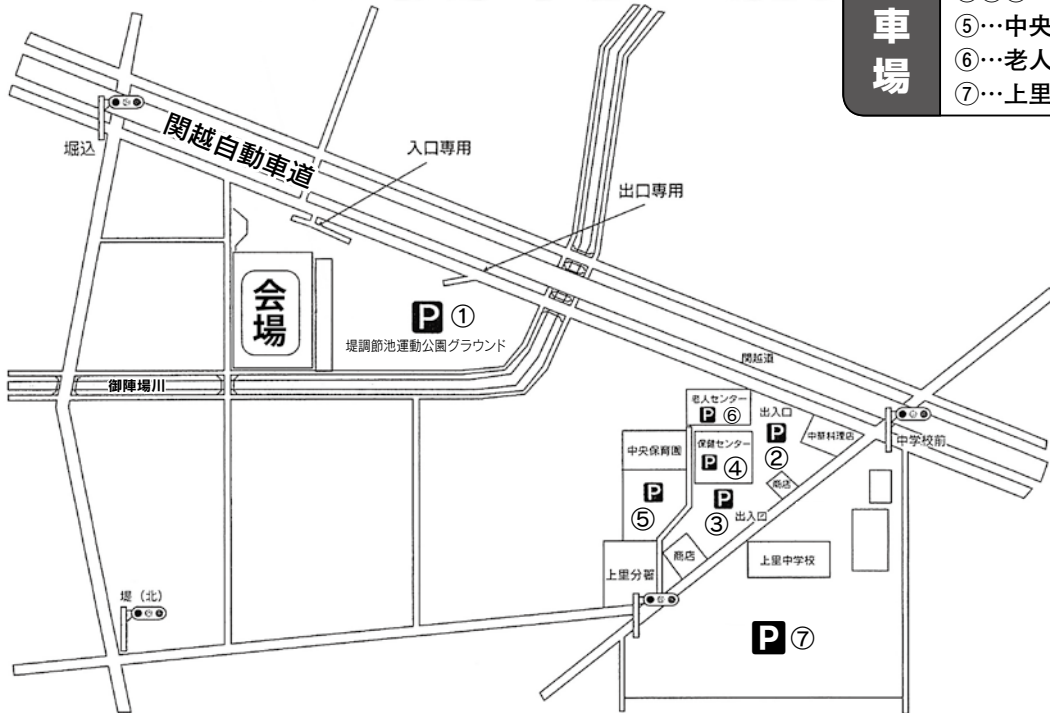 車場
⑤…中央
⑥…老人
⑦…上里
関越自動車道
堀込
入口専用
出口専用
会場
P ①
堤調節池運動公園グラウンド
御陣場川
関越道
老人センター
P ⑥
出入口
P
②
中華料理店
中学校前
中央保育園
保健センター
P ④
商店
P
⑤
P
③
出入口
商店
上里分署
上里中学校
堤（北）
P ⑦